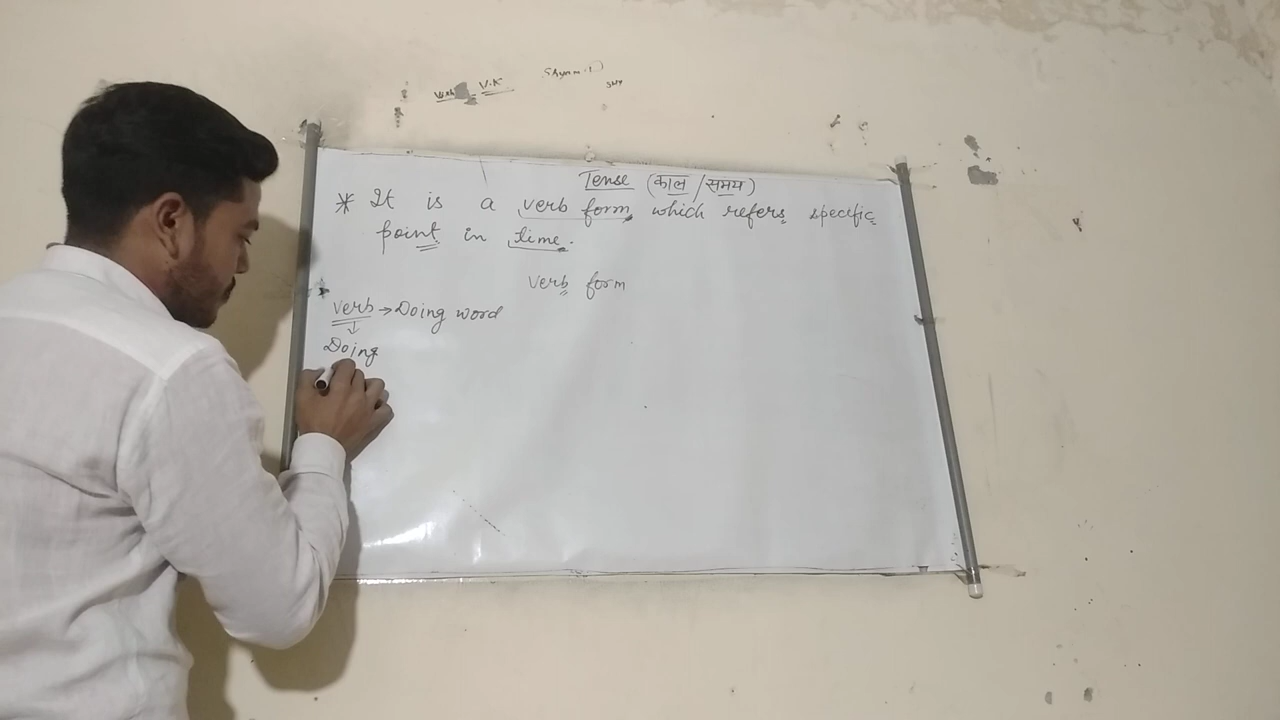 V.K
Tense (काल/समय)
* It is a verb form, which refers specific
point in time.
verb form
verb → Doing word
↓
Doing